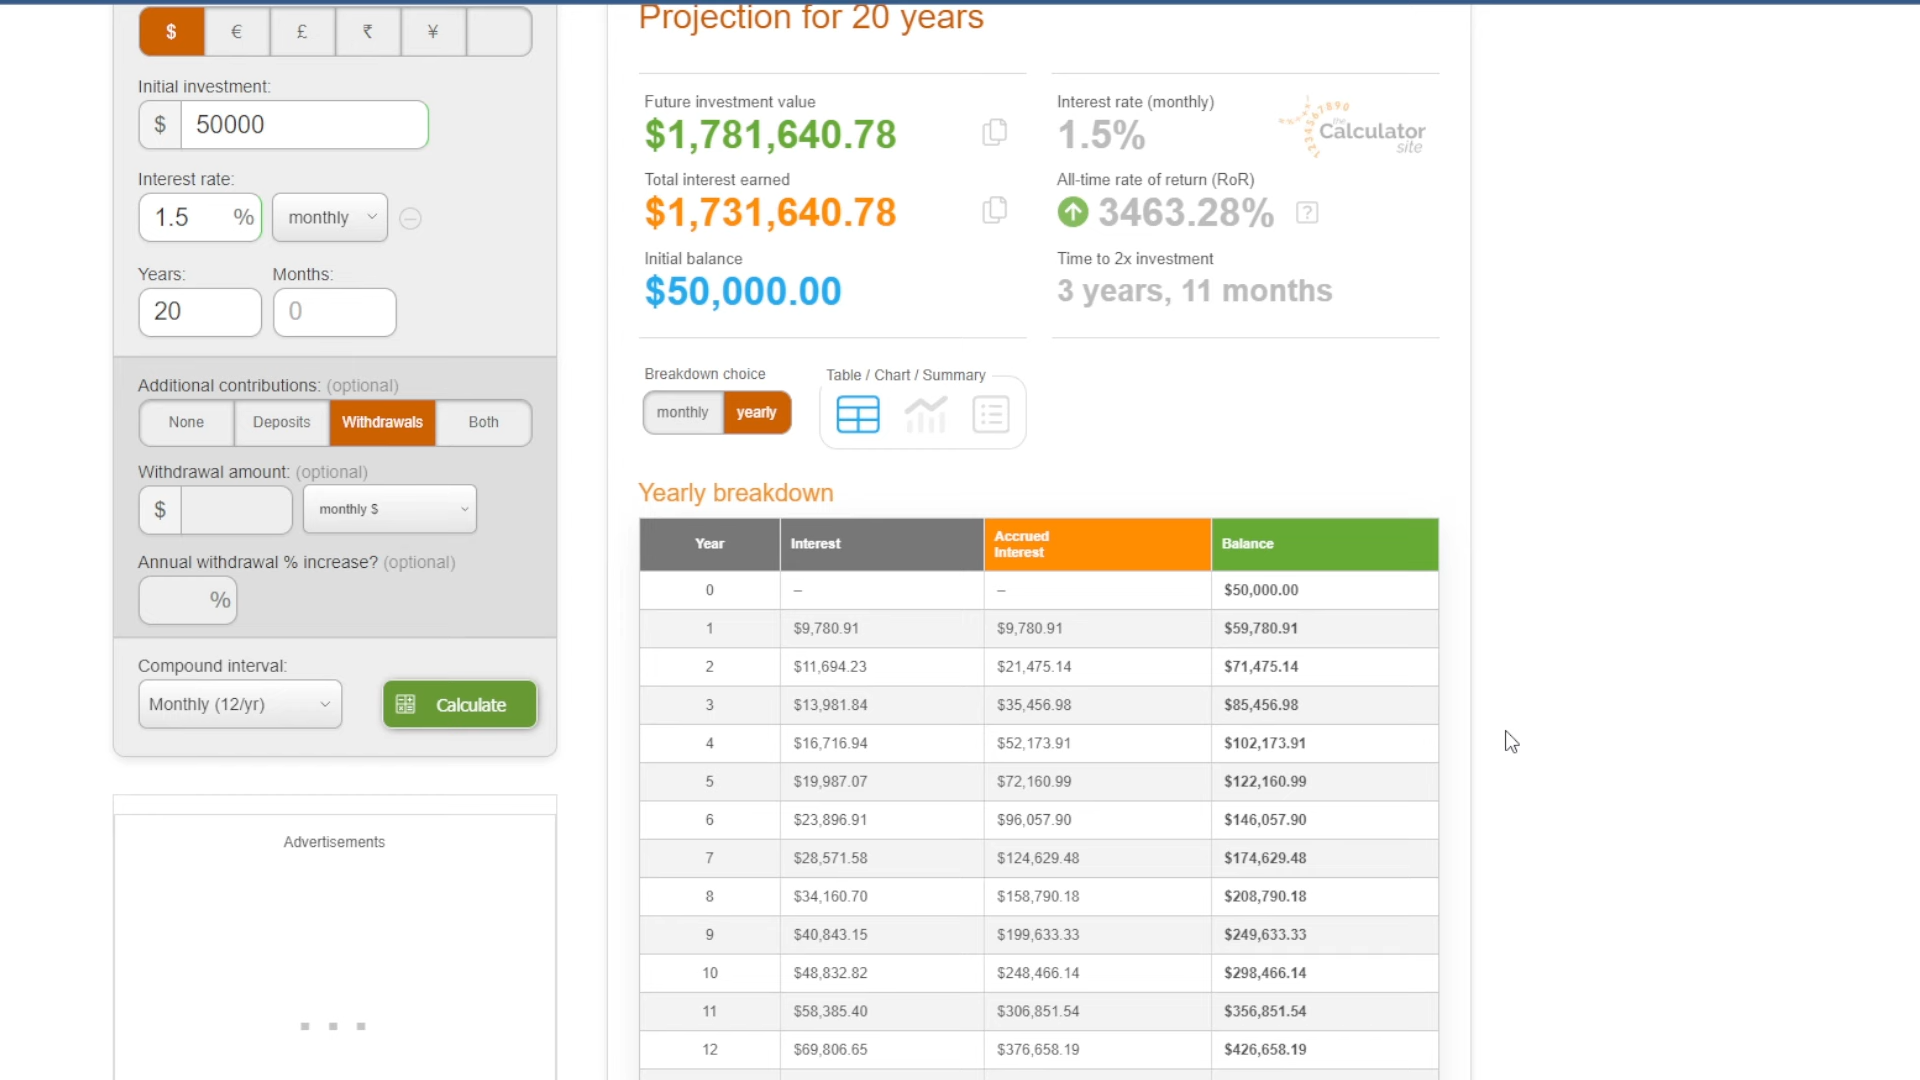 $ € £ ₹ ¥
Initial investment:
$ 50000
Interest rate:
1.5 % monthly
Years: Months:
20 0
Additional contributions: (optional)
None Deposits Withdrawals Both
Withdrawal amount: (optional)
$ monthly $
Annual withdrawal % increase? (optional)
%
Compound interval:
Monthly (12/yr) Calculate
Advertisements
Projection for 20 years
Future investment value
$1,781,640.78
Total interest earned
$1,731,640.78
Initial balance
$50,000.00
Interest rate (monthly)
1.5%
1234567890
the
Calculator
site
All-time rate of return (RoR)
3463.28% ?
Time to 2x investment
3 years, 11 months
Breakdown choice
monthly yearly
Table / Chart / Summary
Yearly breakdown
Year Interest Accrued Interest Balance
0 – – $50,000.00
1 $9,780.91 $9,780.91 $59,780.91
2 $11,694.23 $21,475.14 $71,475.14
3 $13,981.84 $35,456.98 $85,456.98
4 $16,716.94 $52,173.91 $102,173.91
5 $19,987.07 $72,160.99 $122,160.99
6 $23,896.91 $96,057.90 $146,057.90
7 $28,571.58 $124,629.48 $174,629.48
8 $34,160.70 $158,790.18 $208,790.18
9 $40,843.15 $199,633.33 $249,633.33
10 $48,832.82 $248,466.14 $298,466.14
11 $58,385.40 $306,851.54 $356,851.54
12 $69,806.65 $376,658.19 $426,658.19